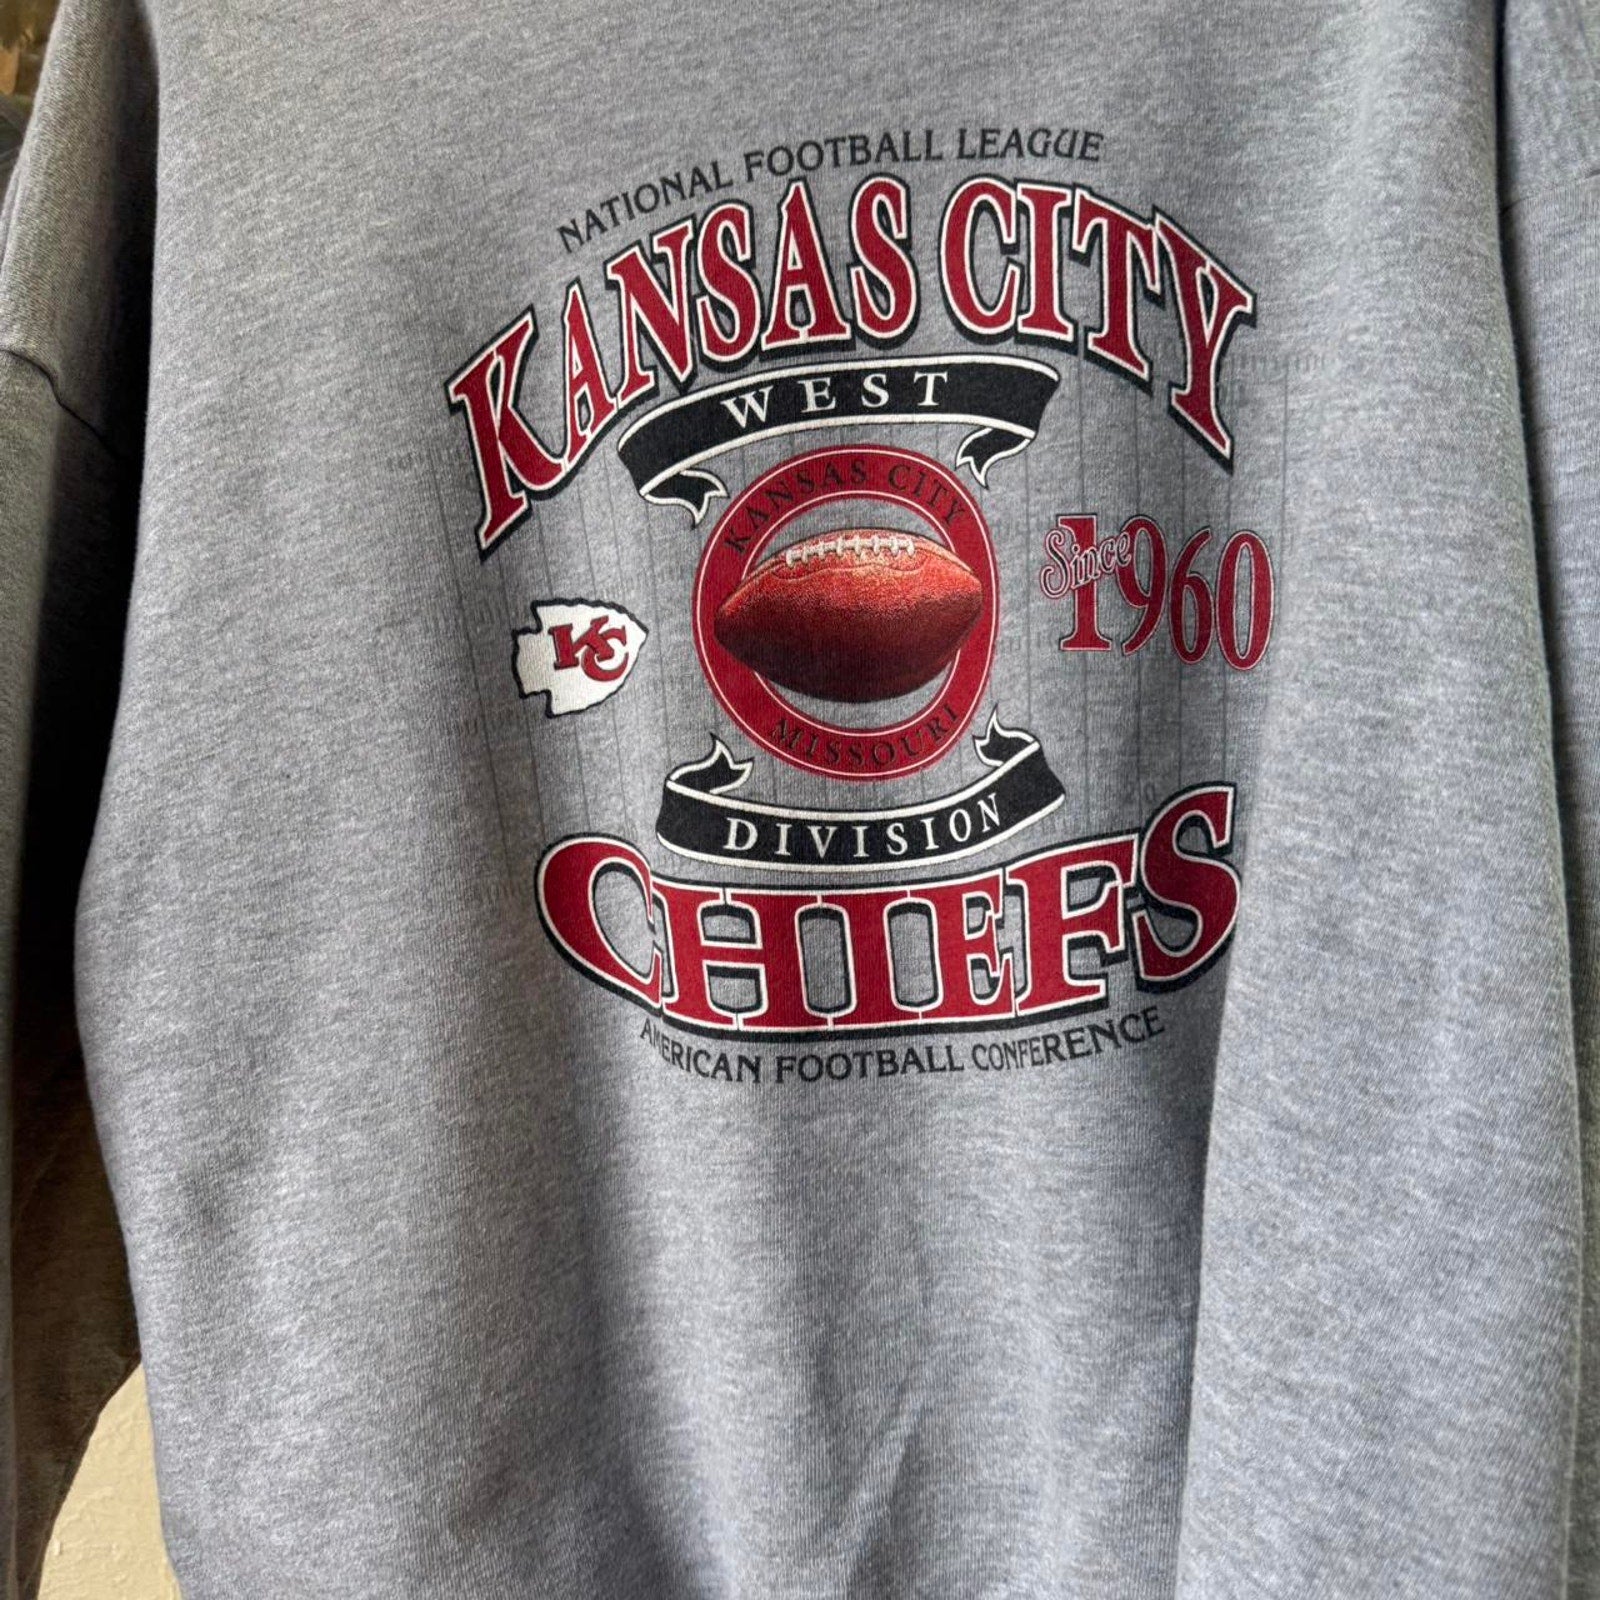 NATIONAL FOOTBALL LEAGUE
KANSAS CITY
WEST
KANSAS CITY
Since 1960
KC
MISSOURI
DIVISION
CHIEFS
AMERICAN FOOTBALL CONFERENCE